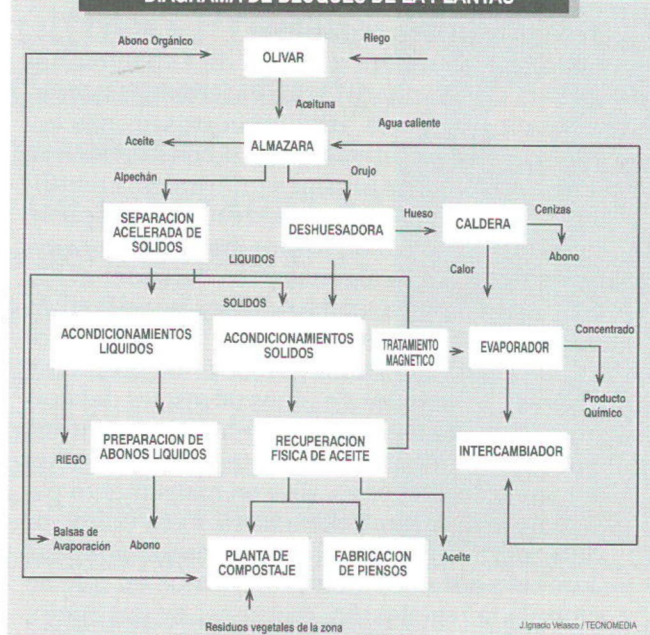 DIAGRAMA DE BLOQUES DE LA PLANTAS
Abono Orgánico
Riego
OLIVAR
Aceituna
Agua caliente
Aceite
ALMAZARA
Alpechán
Orujo
SEPARACION
ACELERADA DE
SOLIDOS
DESHUESADORA
Hueso
CALDERA
Cenizas
Abono
LIQUIDOS
Calor
SOLIDOS
ACONDICIONAMIENTOS
LIQUIDOS
ACONDICIONAMIENTOS
SOLIDOS
TRATAMIENTO
MAGNETICO
EVAPORADOR
Concentrado
Producto
Químico
RIEGO
PREPARACION DE
ABONOS LIQUIDOS
RECUPERACION
FISICA DE ACEITE
INTERCAMBIADOR
Balsas de
Avaporación
Abono
PLANTA DE
COMPOSTAJE
FABRICACION
DE PIENSOS
Aceite
Residuos vegetales de la zona
J.Ignacio Velasco / TECNOMEDIA